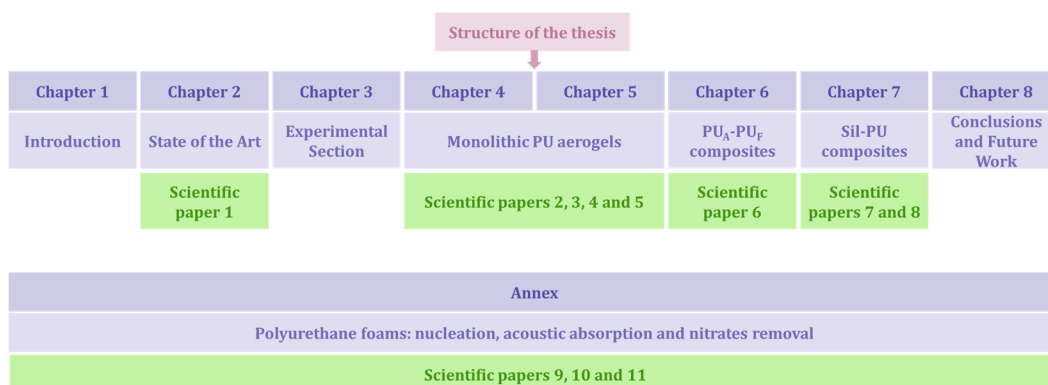 Structure of the thesis
Chapter 1
Chapter 2
Chapter 3
Chapter 4
Chapter 5
Chapter 6
Chapter 7
Chapter 8
Introduction
State of the Art
Experimental
Section
Monolithic PU aerogels
PU_A-PU_F
composites
Sil-PU
composites
Conclusions
and Future
Work
Scientific
paper 1
Scientific papers 2, 3, 4 and 5
Scientific
paper 6
Scientific
papers 7 and 8
Annex
Polyurethane foams: nucleation, acoustic absorption and nitrates removal
Scientific papers 9, 10 and 11